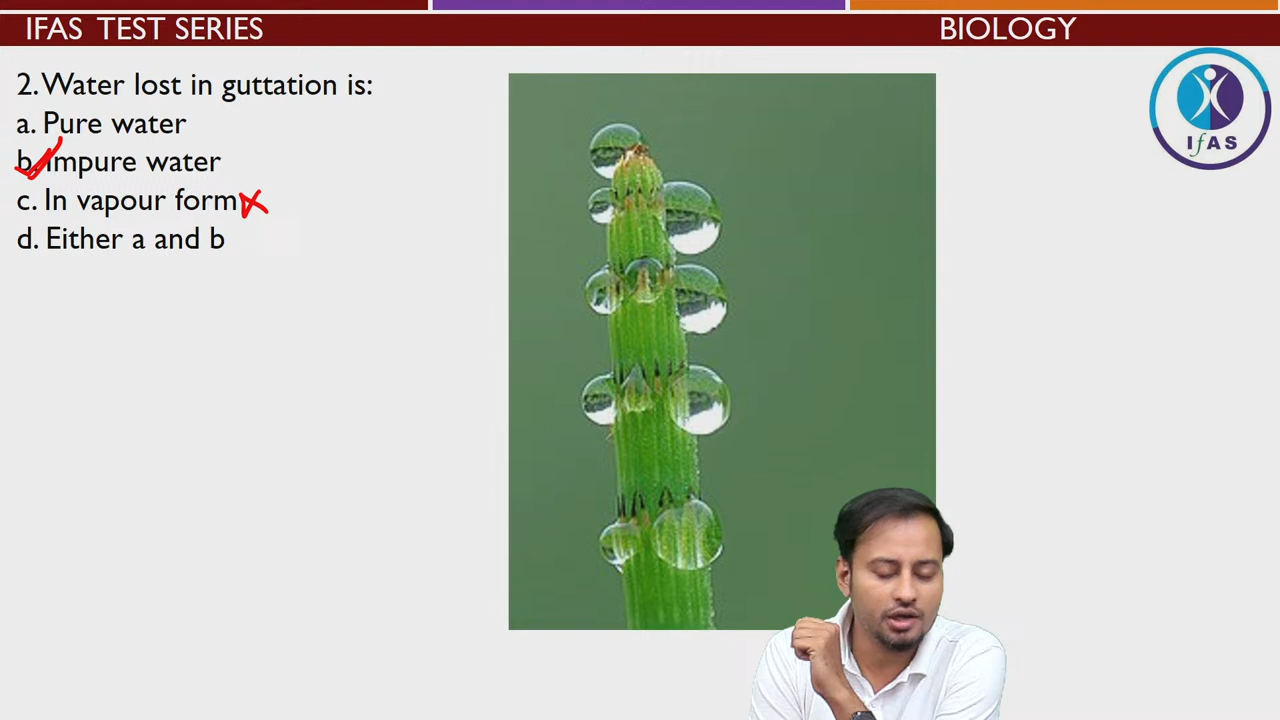 IFAS TEST SERIES
BIOLOGY
2. Water lost in guttation is:
a. Pure water
b. Impure water
c. In vapour form
d. Either a and b
IfAS